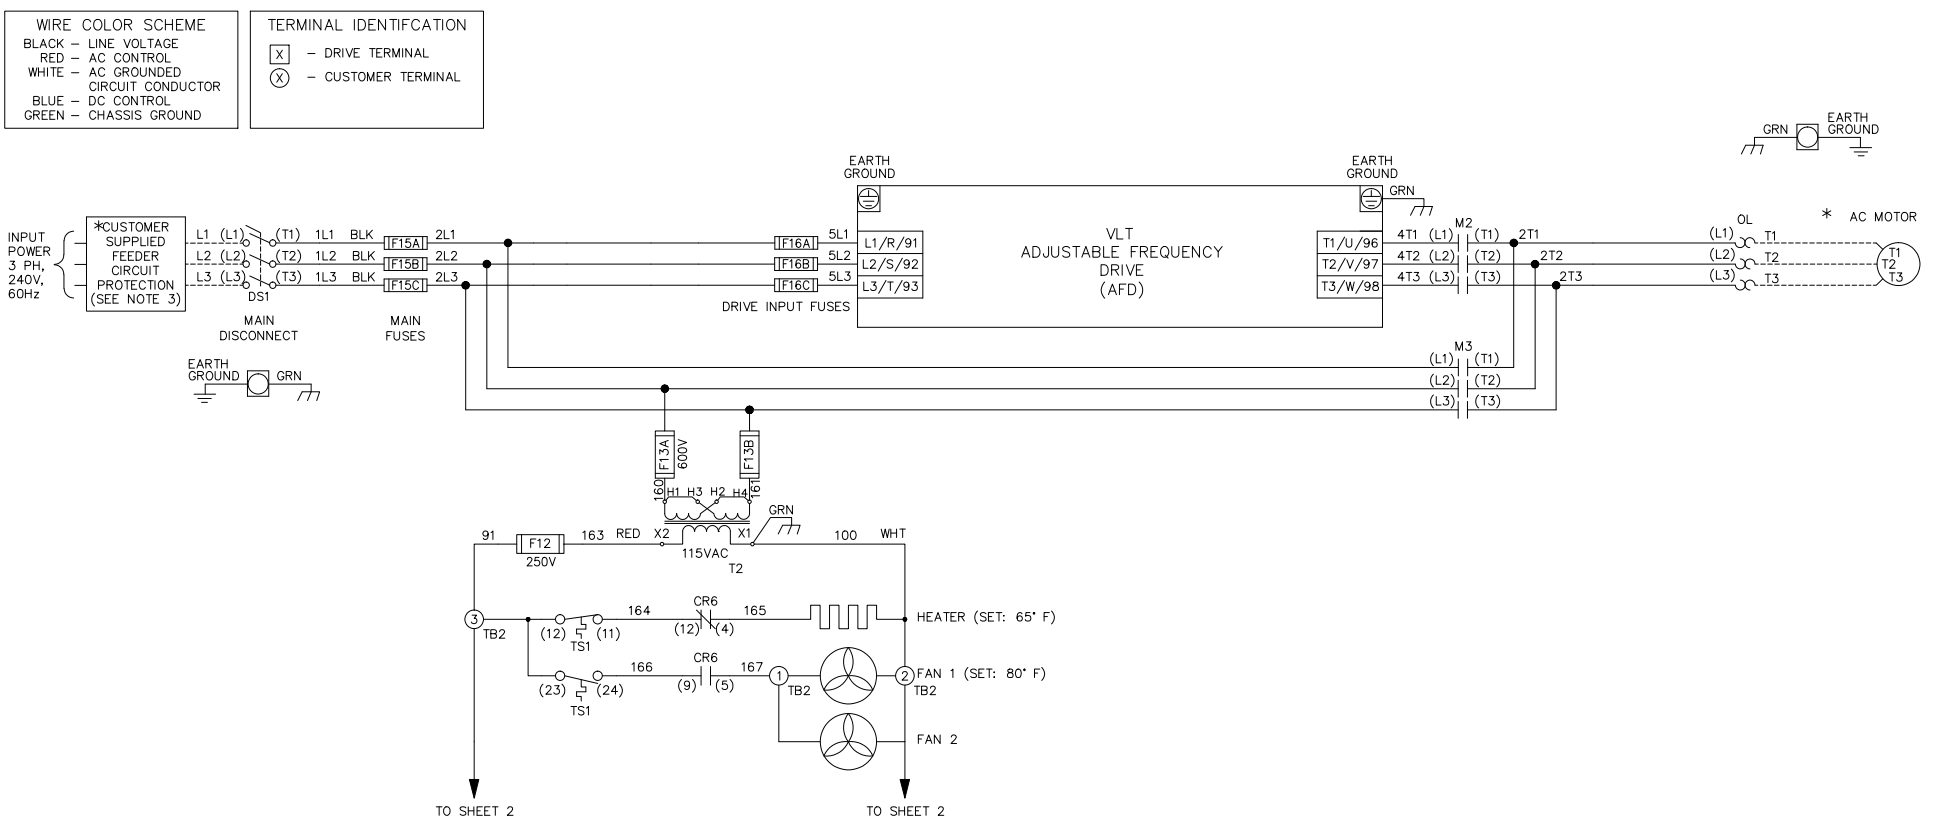 WIRE COLOR SCHEME
BLACK – LINE VOLTAGE
RED – AC CONTROL
WHITE – AC GROUNDED
CIRCUIT CONDUCTOR
BLUE – DC CONTROL
GREEN – CHASSIS GROUND
TERMINAL IDENTIFCATION
X – DRIVE TERMINAL
X – CUSTOMER TERMINAL
GRN
EARTH
GROUND
INPUT
POWER
3 PH,
240V,
60Hz
*CUSTOMER
SUPPLIED
FEEDER
CIRCUIT
PROTECTION
(SEE NOTE 3)
L1 (L1) (T1) 1L1 BLK F15A 2L1
L2 (L2) (T2) 1L2 BLK F15B 2L2
L3 (L3) (T3) 1L3 BLK F15C 2L3
DS1
MAIN
DISCONNECT
MAIN
FUSES
F16A 5L1
F16B 5L2
F16C 5L3
DRIVE INPUT FUSES
EARTH
GROUND
L1/R/91
L2/S/92
L3/T/93
VLT
ADJUSTABLE FREQUENCY
DRIVE
(AFD)
EARTH
GROUND
GRN
T1/U/96
T2/V/97
T3/W/98
M2
4T1 (L1) (T1) 2T1
4T2 (L2) (T2) 2T2
4T3 (L3) (T3) 2T3
OL
(L1) T1
(L2) T2
(L3) T3
* AC MOTOR
T1
T2
T3
M3
(L1) (T1)
(L2) (T2)
(L3) (T3)
EARTH
GROUND
GRN
F13A
600V
F13B
160
161
H1 H3 H2 H4
GRN
91 F12 163 RED X2 X1 100 WHT
250V
115VAC
T2
3
TB2
(12) (11)
TS1
164
CR6
(12) (4)
165
HEATER (SET: 65° F)
(23) (24)
TS1
166
CR6
(9) (5)
167
1
TB2
2
TB2
FAN 1 (SET: 80° F)
FAN 2
TO SHEET 2
TO SHEET 2